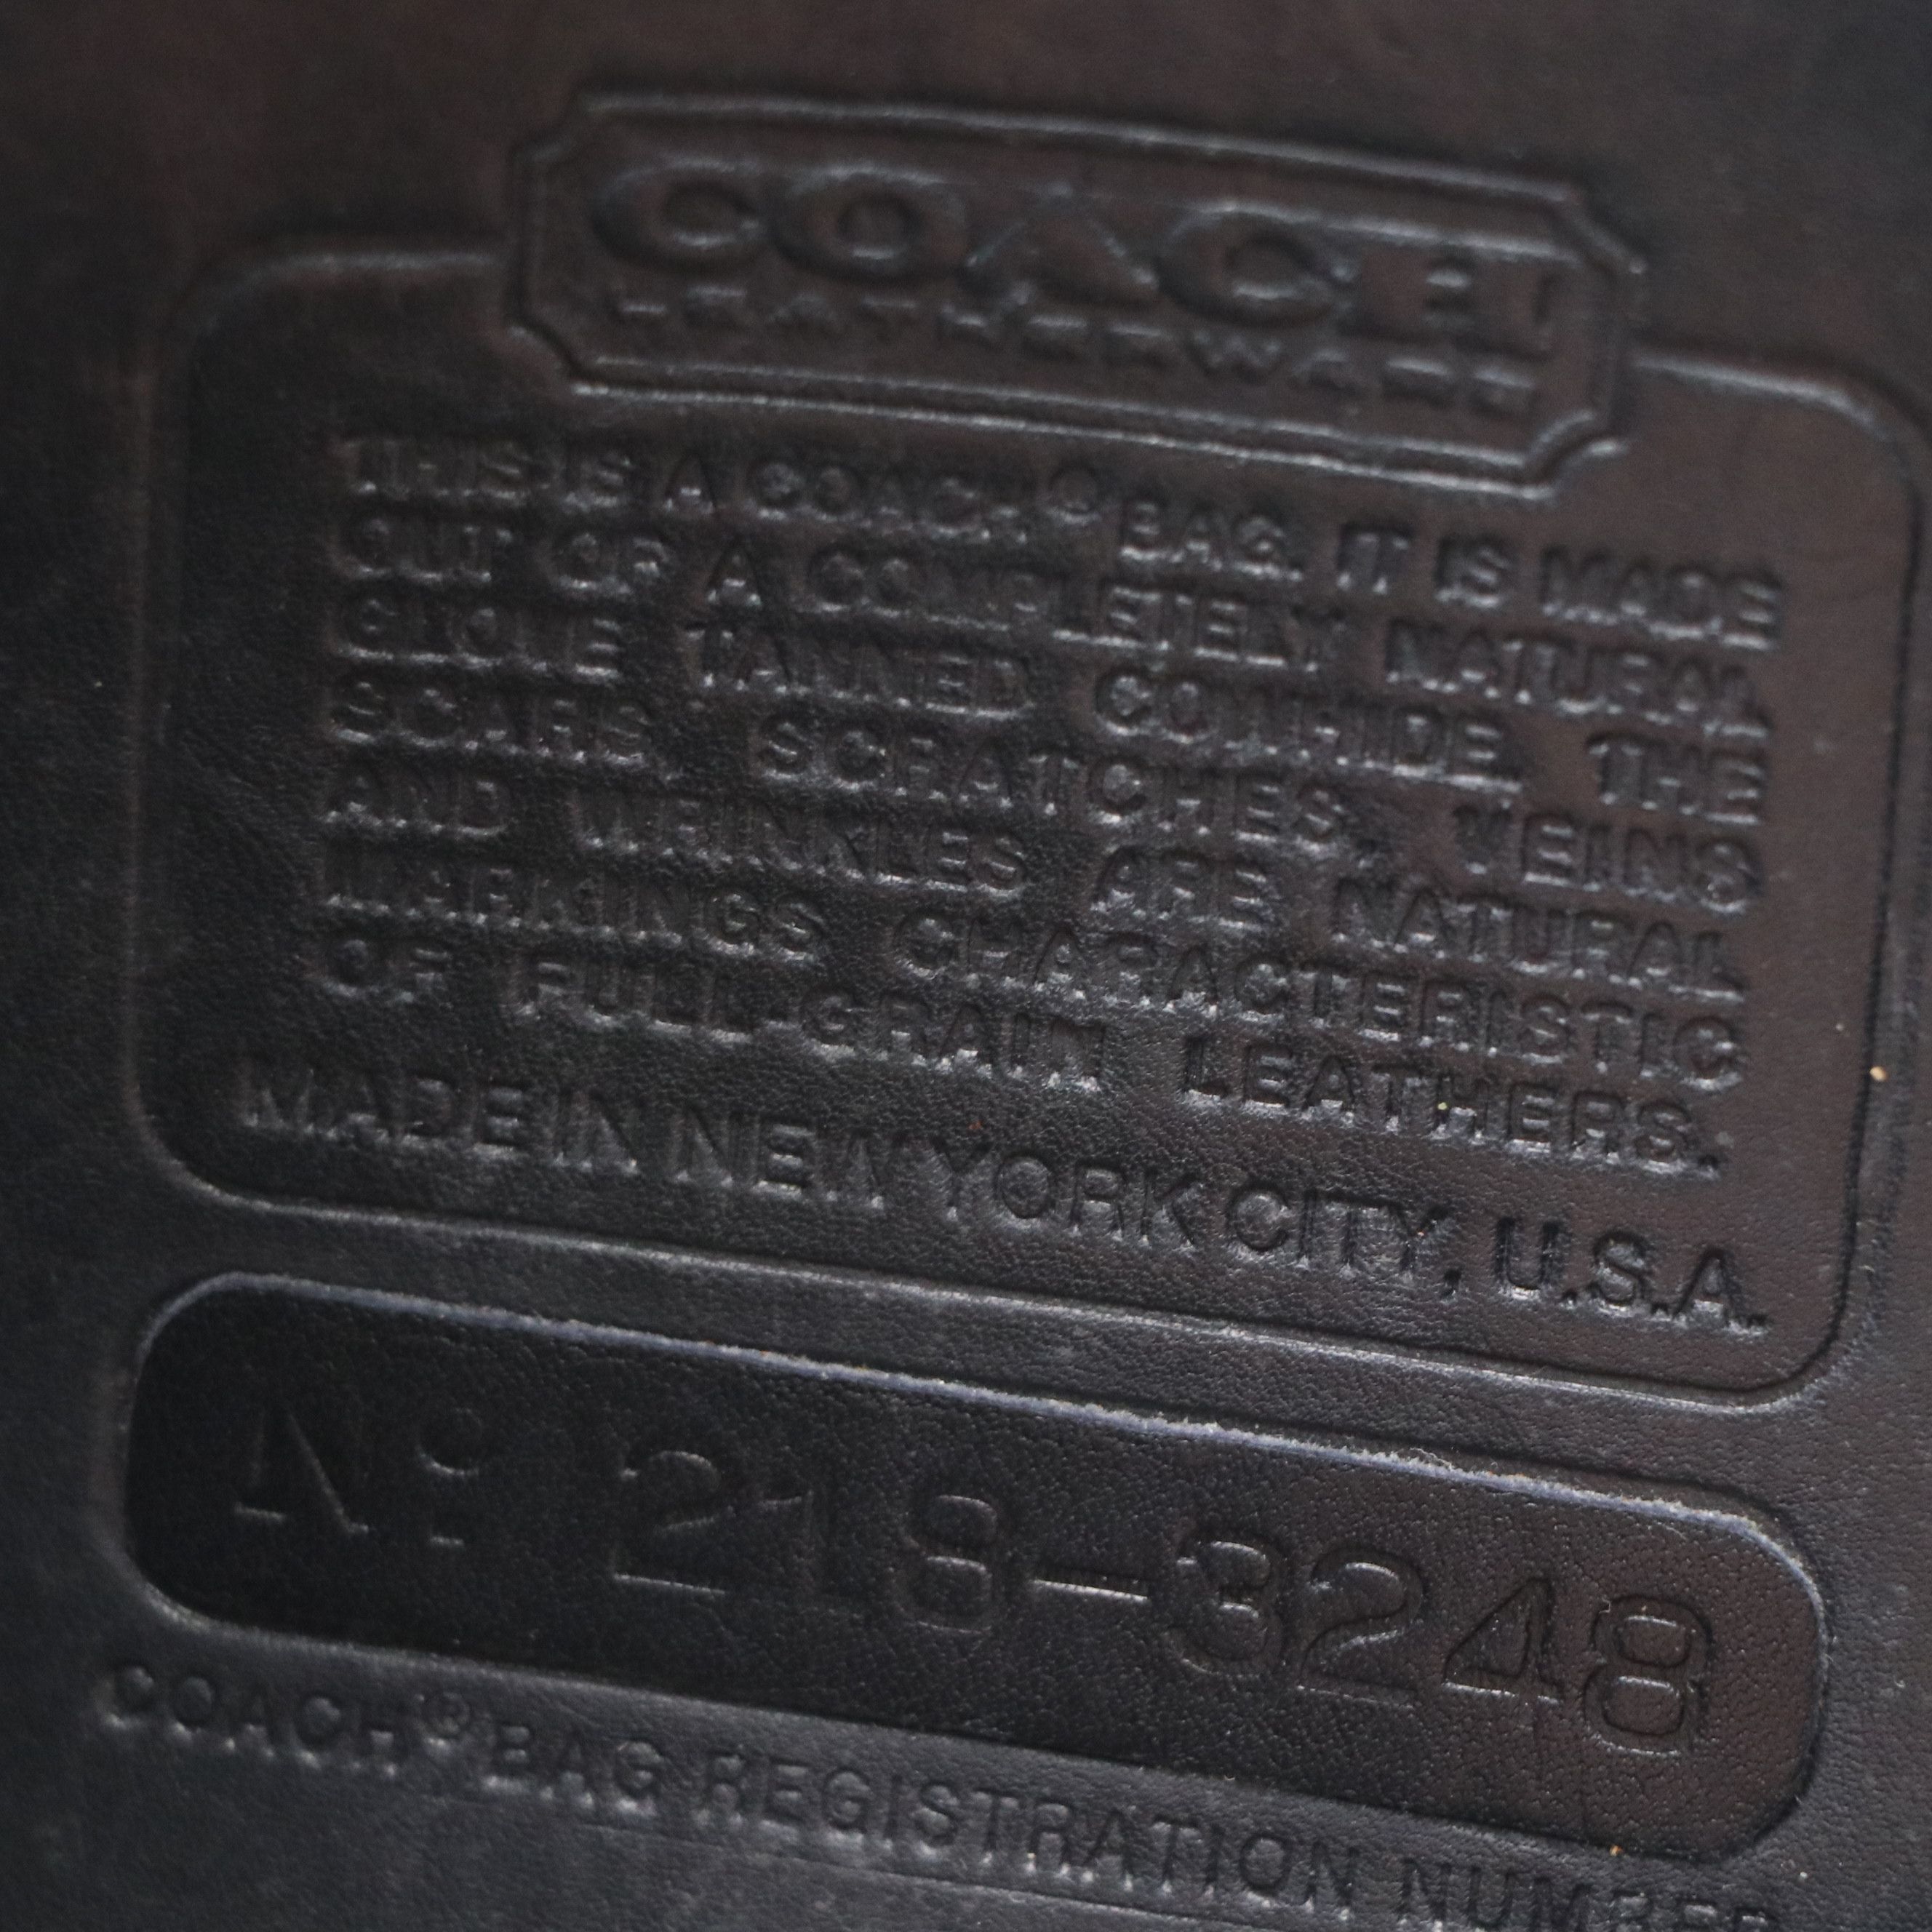 COACH
LEATHERWARE
THIS IS A COACH® BAG. IT IS MADE
OUT OF A COMPLETELY NATURAL
GLOVE TANNED COWHIDE. THE
SCARS, SCRATCHES, VEINS
AND WRINKLES ARE NATURAL
MARKINGS CHARACTERISTIC
OF FULL-GRAIN LEATHERS.
MADE IN NEW YORK CITY, U.S.A.
No 218-3248
COACH® BAG REGISTRATION NUMBER